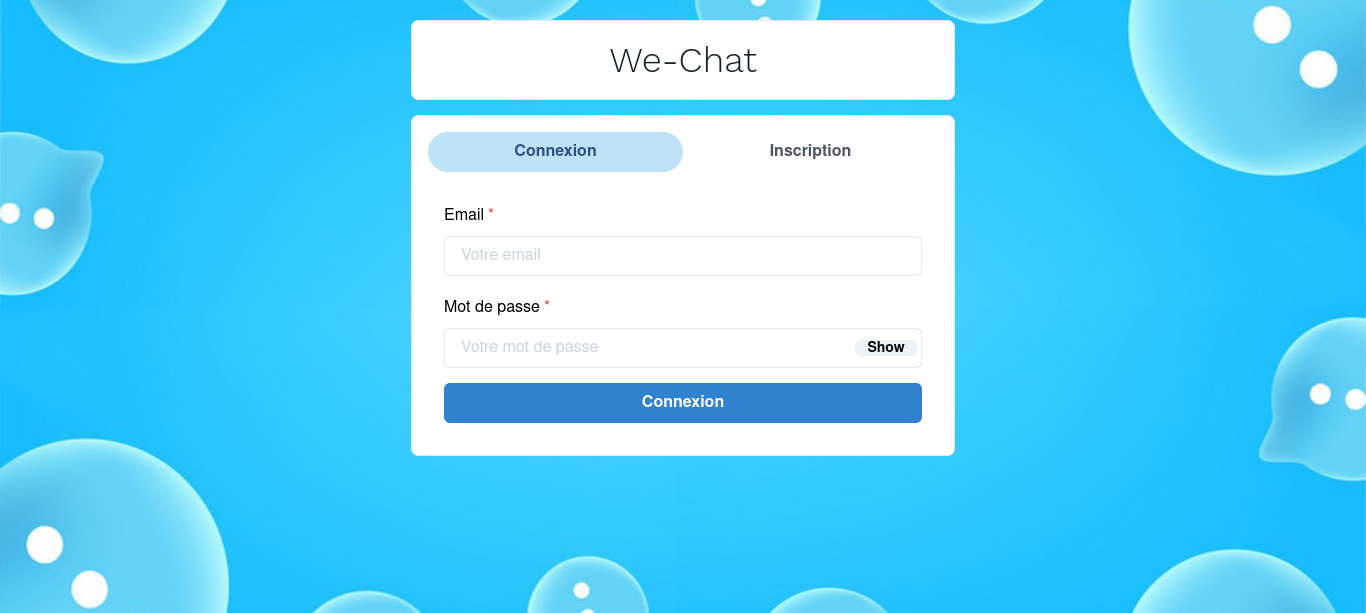 We-Chat
Connexion Inscription
Email *
Votre email
Mot de passe *
Votre mot de passe Show
Connexion